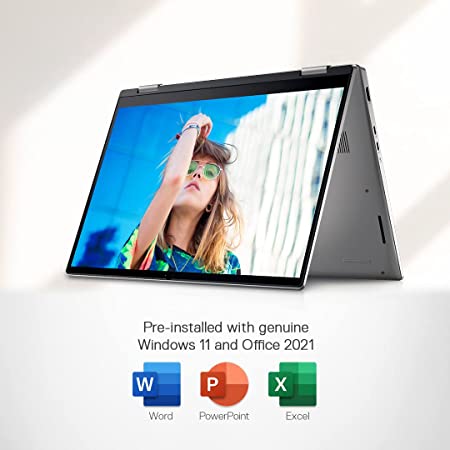 Pre-installed with genuine
Windows 11 and Office 2021
W P X
Word PowerPoint Excel